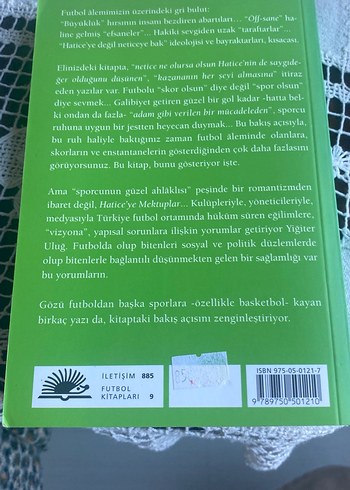 Futbol âlemimizin üzerindeki gri bulut:
"Büyüklük" hırsının insanı bezdiren abartıları... "Off-sane" ha-
line gelmiş "efsaneler"... Hakiki sevgiden uzak "taraftarlar"...
"Hatice'ye değil neticeye bak" ideolojisi ve bayraktarları, kısacası.
Elinizdeki kitapta, "netice ne olursa olsun Hatice'nin de saygıde-
ğer olduğunu düşünen", "kazananın her şeyi almasına" itiraz
eden yazılar var. Futbolu "skor olsun" diye değil "spor olsun"
diye sevmek... Galibiyet getiren güzel bir gol kadar -hatta bel-
ki ondan da fazla- "adam gibi verilen bir mücadeleden", sporcu
ruhuna uygun bir jestten heyecan duymak... Bu bakış açısıyla,
bu ruh haliyle baktığınız zaman futbol âleminde olanlara,
skorların ve enstantanelerin gösterdiğinden çok daha fazlasını
görüyorsunuz. Bu kitap, bunu gösteriyor işte.
Ama "sporcunun güzel ahlâklısı" peşinde bir romantizmden
ibaret değil, Hatice'ye Mektuplar... Kulüpleriyle, yöneticileriyle,
medyasıyla Türkiye futbol ortamında hüküm süren eğilimlere,
"vizyona", yapısal sorunlara ilişkin yorumlar getiriyor Yiğiter
Uluğ. Futbolda olup bitenleri sosyal ve politik düzlemlerde
olup bitenlerle bağlantılı düşünmekten gelen bir sağlamlığı var
bu yorumların.
Gözü futboldan başka sporlara -özellikle basketbol- kayan
birkaç yazı da, kitaptaki bakış açısını zenginleştiriyor.
İLETİŞİM 885
FUTBOL
KİTAPLARI 9
ISBN 975-05-0121-7
9 789750 501210